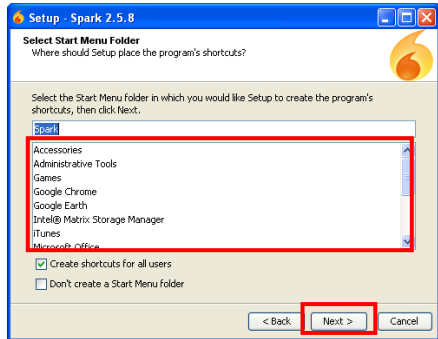 Setup - Spark 2.5.8
Select Start Menu Folder
Where should Setup place the program's shortcuts?
Select the Start Menu folder in which you would like Setup to create the program's
shortcuts, then click Next.
Spark
Accessories
Administrative Tools
Games
Google Chrome
Google Earth
Intel® Matrix Storage Manager
iTunes
Microsoft Office
Create shortcuts for all users
Don't create a Start Menu folder
< Back Next > Cancel